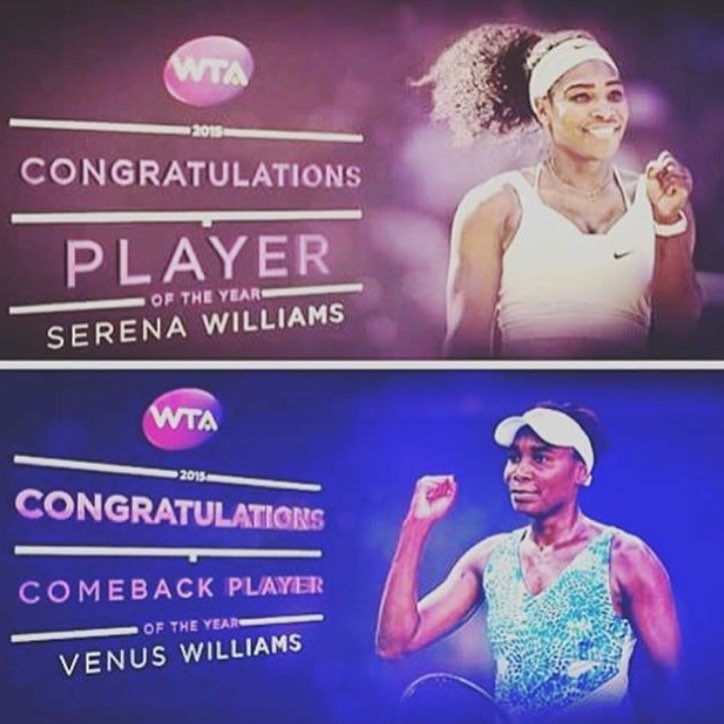 WTA
2015
CONGRATULATIONS
PLAYER
OF THE YEAR
SERENA WILLIAMS
WTA
2015
CONGRATULATIONS
COMEBACK PLAYER
OF THE YEAR
VENUS WILLIAMS